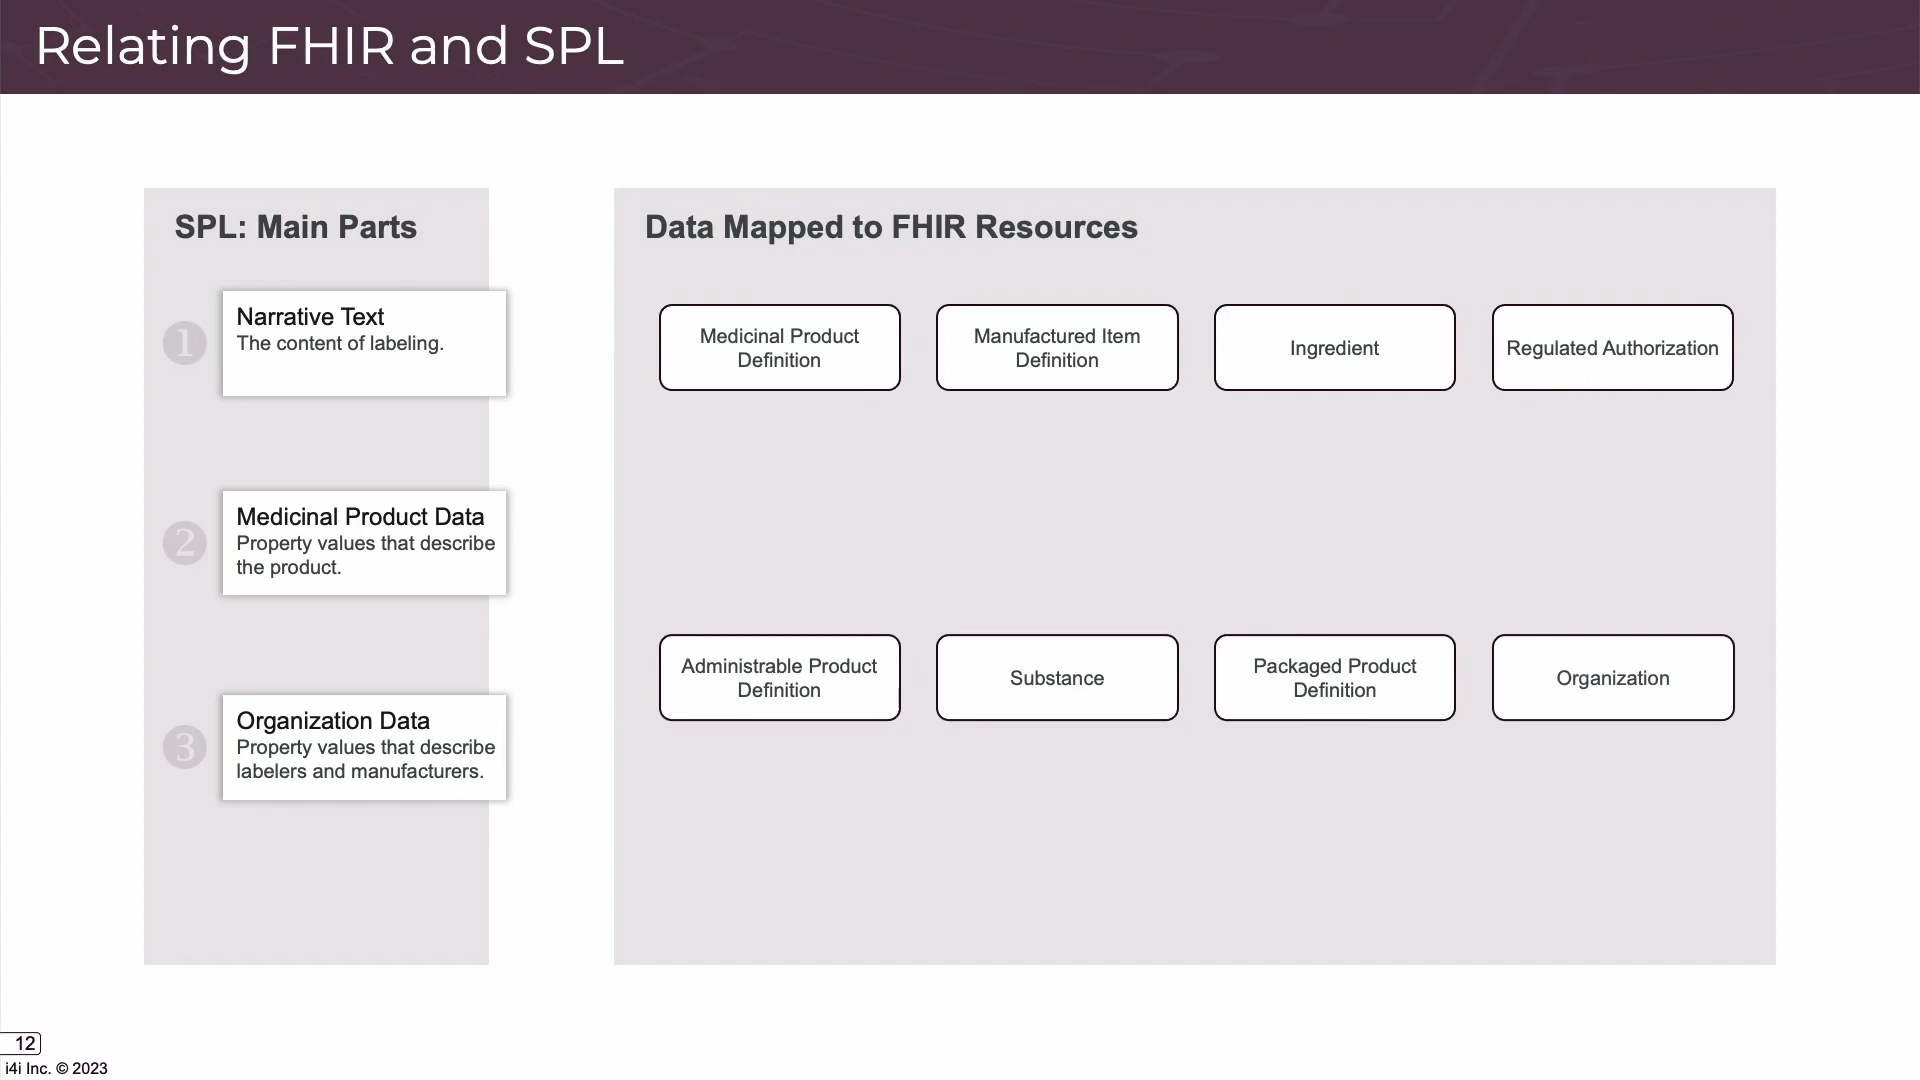 Relating FHIR and SPL
SPL: Main Parts
1
Narrative Text
The content of labeling.
2
Medicinal Product Data
Property values that describe
the product.
3
Organization Data
Property values that describe
labelers and manufacturers.
Data Mapped to FHIR Resources
Medicinal Product
Definition
Manufactured Item
Definition
Ingredient
Regulated Authorization
Administrable Product
Definition
Substance
Packaged Product
Definition
Organization
12
i4i Inc. © 2023